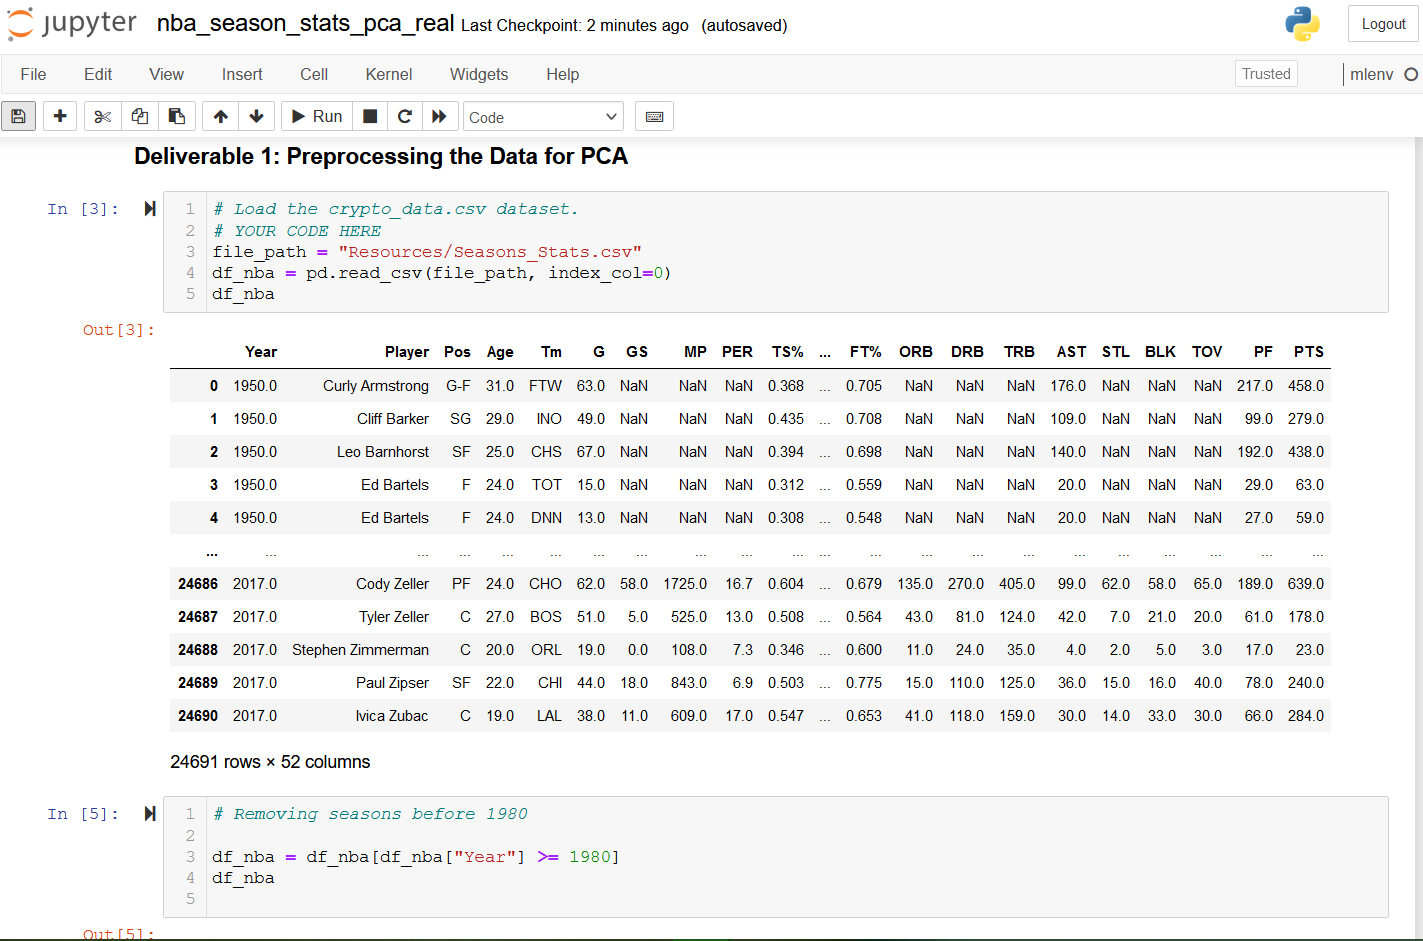 jupyter nba_season_stats_pca_real Last Checkpoint: 2 minutes ago (autosaved) Logout
File Edit View Insert Cell Kernel Widgets Help Trusted mlenv
Run Code
Deliverable 1: Preprocessing the Data for PCA
In [3]: 1 # Load the crypto_data.csv dataset.
2 # YOUR CODE HERE
3 file_path = "Resources/Seasons_Stats.csv"
4 df_nba = pd.read_csv(file_path, index_col=0)
5 df_nba
Out[3]:
Year Player Pos Age Tm G GS MP PER TS% ... FT% ORB DRB TRB AST STL BLK TOV PF PTS
0 1950.0 Curly Armstrong G-F 31.0 FTW 63.0 NaN NaN NaN 0.368 ... 0.705 NaN NaN NaN 176.0 NaN NaN NaN 217.0 458.0
1 1950.0 Cliff Barker SG 29.0 INO 49.0 NaN NaN NaN 0.435 ... 0.708 NaN NaN NaN 109.0 NaN NaN NaN 99.0 279.0
2 1950.0 Leo Barnhorst SF 25.0 CHS 67.0 NaN NaN NaN 0.394 ... 0.698 NaN NaN NaN 140.0 NaN NaN NaN 192.0 438.0
3 1950.0 Ed Bartels F 24.0 TOT 15.0 NaN NaN NaN 0.312 ... 0.559 NaN NaN NaN 20.0 NaN NaN NaN 29.0 63.0
4 1950.0 Ed Bartels F 24.0 DNN 13.0 NaN NaN NaN 0.308 ... 0.548 NaN NaN NaN 20.0 NaN NaN NaN 27.0 59.0
... ... ... ... ... ... ... ... ... ... ... ... ... ... ... ... ... ... ... ... ... ...
24686 2017.0 Cody Zeller PF 24.0 CHO 62.0 58.0 1725.0 16.7 0.604 ... 0.679 135.0 270.0 405.0 99.0 62.0 58.0 65.0 189.0 639.0
24687 2017.0 Tyler Zeller C 27.0 BOS 51.0 5.0 525.0 13.0 0.508 ... 0.564 43.0 81.0 124.0 42.0 7.0 21.0 20.0 61.0 178.0
24688 2017.0 Stephen Zimmerman C 20.0 ORL 19.0 0.0 108.0 7.3 0.346 ... 0.600 11.0 24.0 35.0 4.0 2.0 5.0 3.0 17.0 23.0
24689 2017.0 Paul Zipser SF 22.0 CHI 44.0 18.0 843.0 6.9 0.503 ... 0.775 15.0 110.0 125.0 36.0 15.0 16.0 40.0 78.0 240.0
24690 2017.0 Ivica Zubac C 19.0 LAL 38.0 11.0 609.0 17.0 0.547 ... 0.653 41.0 118.0 159.0 30.0 14.0 33.0 30.0 66.0 284.0
24691 rows × 52 columns
In [5]: 1 # Removing seasons before 1980
2
3 df_nba = df_nba[df_nba["Year"] >= 1980]
4 df_nba
5
Out[5]: